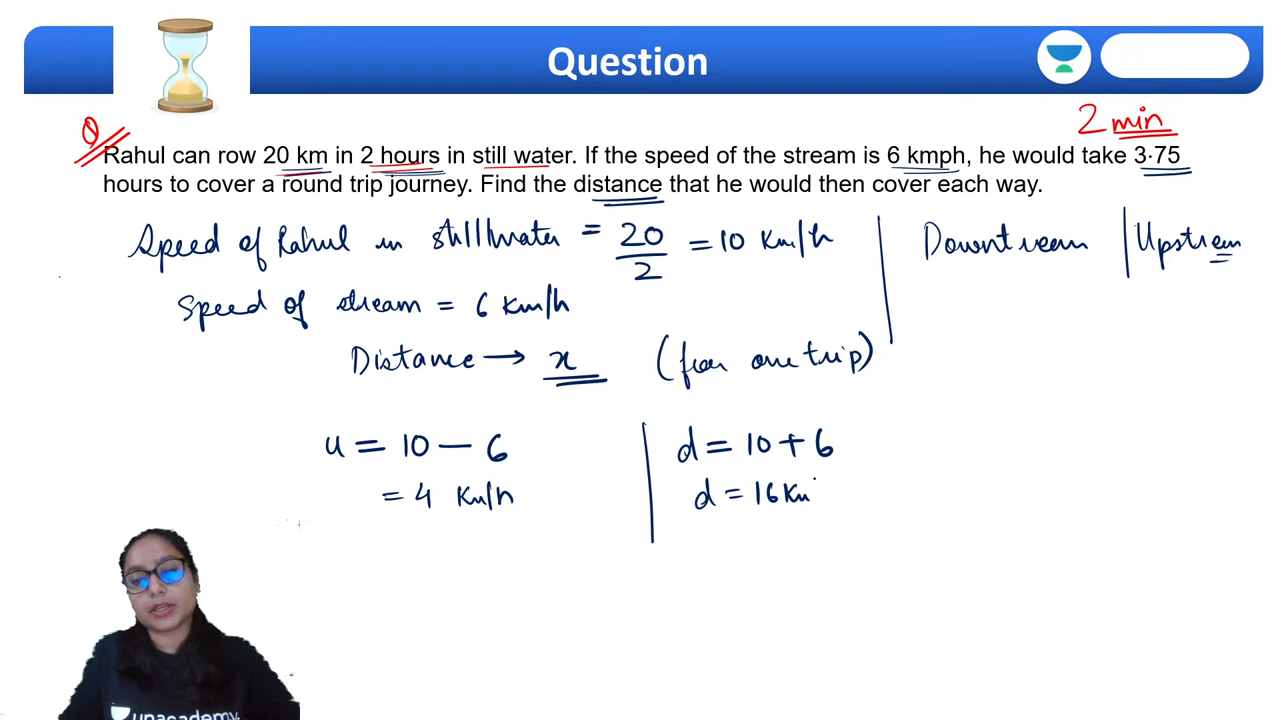 Question
2 min
Q
Rahul can row 20 km in 2 hours in still water. If the speed of the stream is 6 kmph, he would take 3·75
hours to cover a round trip journey. Find the distance that he would then cover each way.
Speed of Rahul in still water = 20/2 = 10 Km/h
Downstream | Upstream
Speed of stream = 6 Km/h
Distance → x (for one trip)
u = 10 - 6
= 4 Km/h
d = 10 + 6
d = 16 Km
unacademy